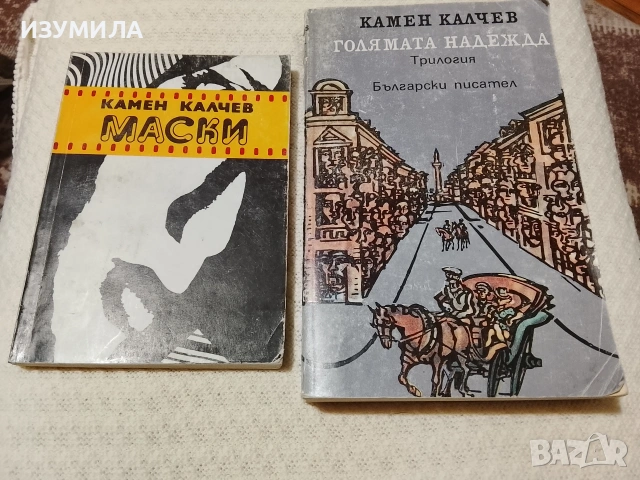 ИЗУМИЛА
КАМЕН КАЛЧЕВ
МАСКИ
КАМЕН КАЛЧЕВ
ГОЛЯМАТА НАДЕЖДА
Трилогия
Български писател
BAZAR